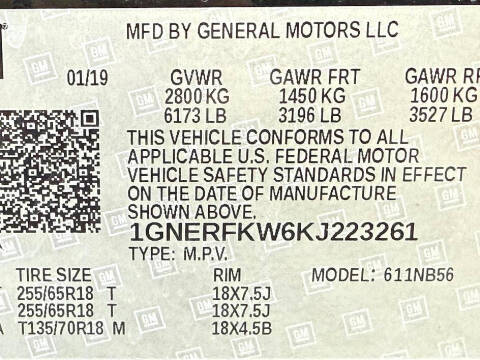 MFD BY GENERAL MOTORS LLC
01/19 GVWR GAWR FRT GAWR RR
2800 KG 1450 KG 1600 KG
6173 LB 3196 LB 3527 LB
THIS VEHICLE CONFORMS TO ALL
APPLICABLE U.S. FEDERAL MOTOR
VEHICLE SAFETY STANDARDS IN EFFECT
ON THE DATE OF MANUFACTURE
SHOWN ABOVE.
1GNERFKW6KJ223261
TYPE: M.P.V.
TIRE SIZE RIM MODEL: 611NB56
255/65R18 T 18X7.5J
255/65R18 T 18X7.5J
T135/70R18 M 18X4.5B